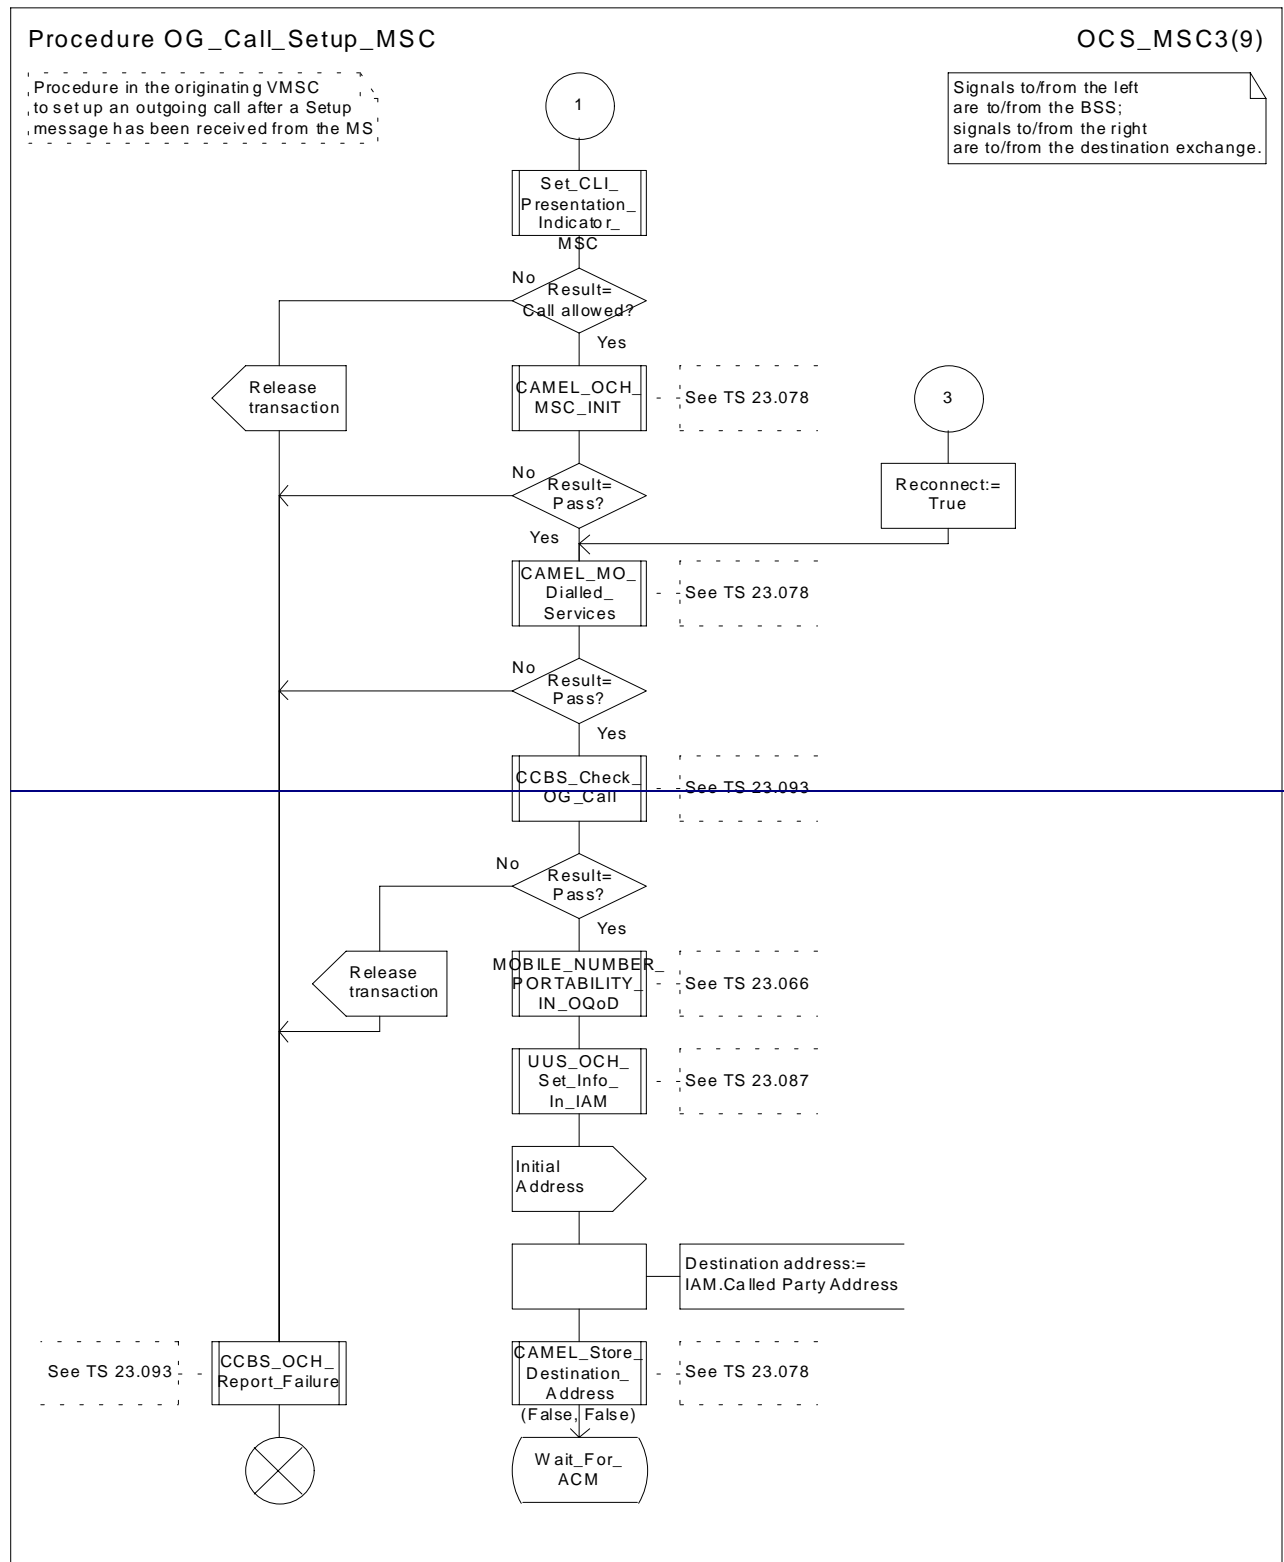 Procedure OG_Call_Setup_MSC
OCS_MSC3(9)
Procedure in the originating VMSC
to set up an outgoing call after a Setup
message has been received from the MS
1
Signals to/from the left
are to/from the BSS;
signals to/from the right
are to/from the destination exchange.
Set_CLI_
Presentation_
Indicator_
MSC
No
Result=
Call allowed?
Yes
Release
transaction
CAMEL_OCH_
MSC_INIT
See TS 23.078
3
No
Result=
Pass?
Yes
Reconnect:=
True
CAMEL_MO_
Dialled_
Services
See TS 23.078
No
Result=
Pass?
Yes
CCBS_Check_
OG_Call
See TS 23.093
No
Result=
Pass?
Yes
Release
transaction
MOBILE_NUMBER_
PORTABILITY_
IN_OQoD
See TS 23.066
UUS_OCH_
Set_Info_
In_IAM
See TS 23.087
Initial
Address
Destination address:=
IAM.Called Party Address
See TS 23.093
CCBS_OCH_
Report_Failure
CAMEL_Store_
Destination_
Address
(False, False)
See TS 23.078
Wait_For_
ACM